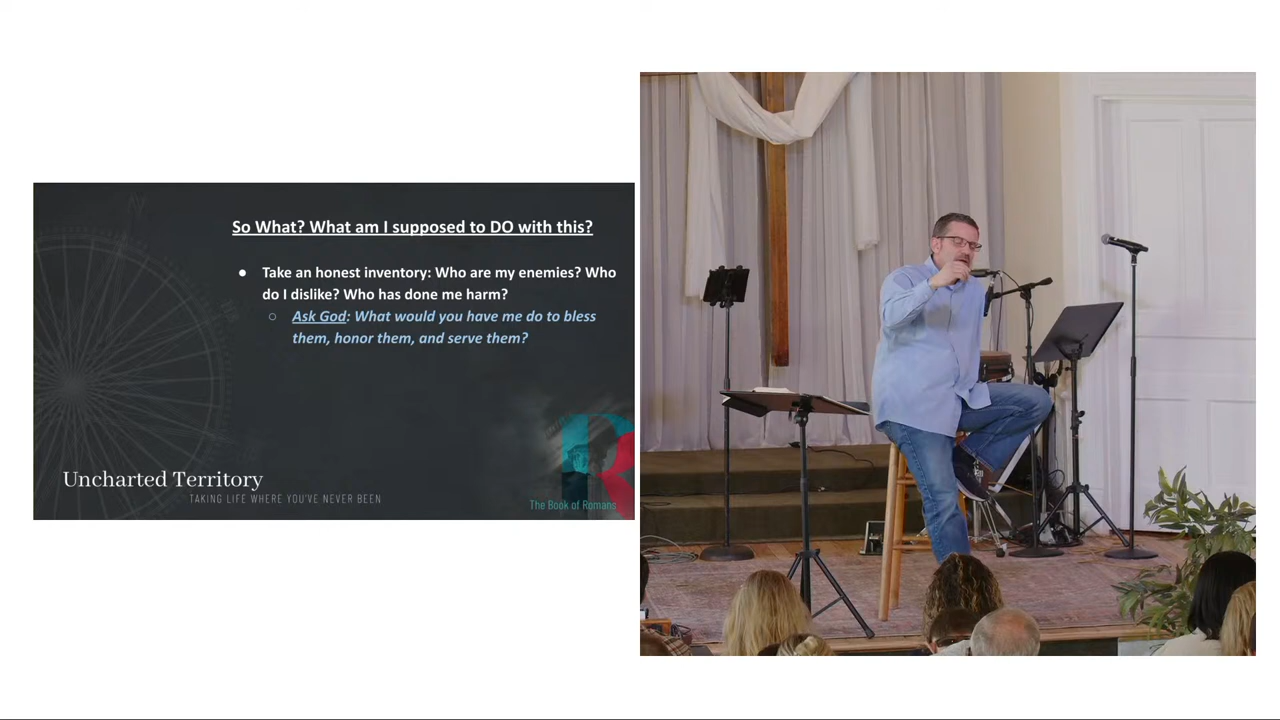 So What? What am I supposed to DO with this?
● Take an honest inventory: Who are my enemies? Who
do I dislike? Who has done me harm?
○ Ask God: What would you have me do to bless
them, honor them, and serve them?
Uncharted Territory
TAKING LIFE WHERE YOU'VE NEVER BEEN
R
The Book of Romans